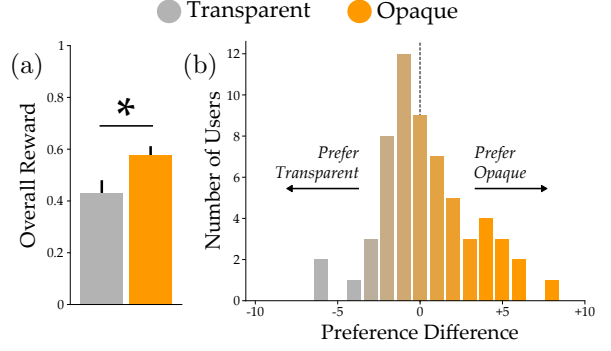 Transparent Opaque
(a)
Overall Reward
1
0.8
0.6
0.4
0.2
0
*
(b)
Number of Users
12
10
8
6
4
2
0
Prefer
Transparent
Prefer
Opaque
-10 -5 0 +5 +10
Preference Difference